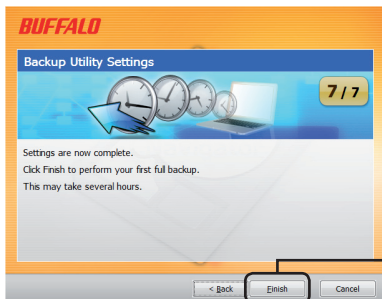 BUFFALO
Backup Utility Settings
7 / 7
Settings are now complete.
Click Finish to perform your first full backup.
This may take several hours.
< Back
Finish
Cancel